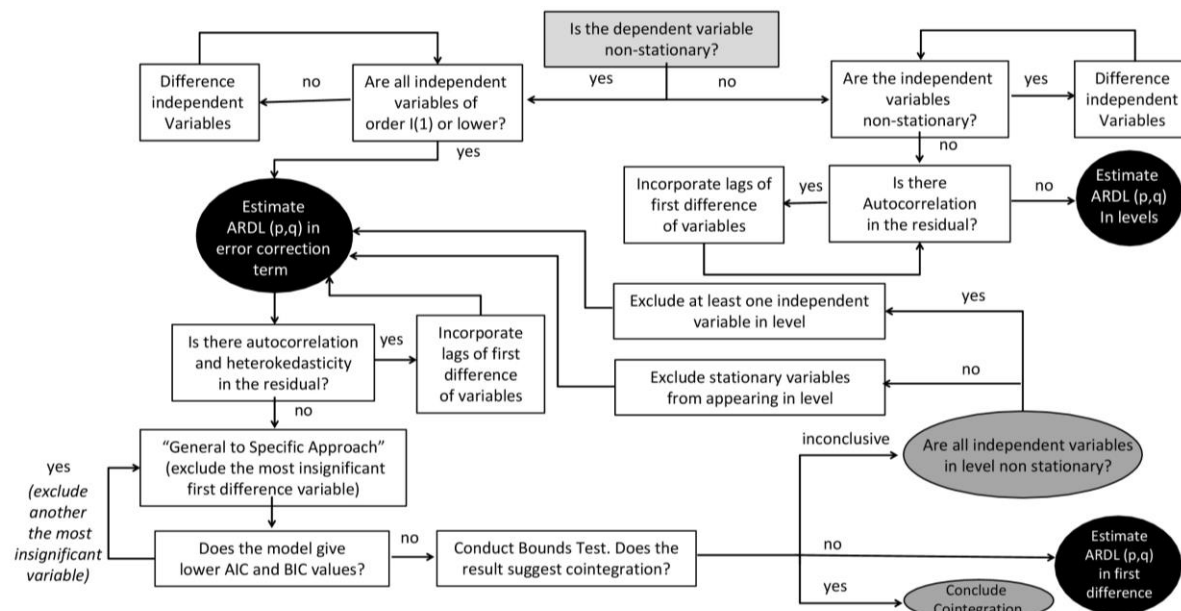 Is the dependent variable
non-stationary?
yes
no
Difference
independent
Variables
no
Are all independent
variables of
order I(1) or lower?
yes
Are the independent
variables
non-stationary?
yes
Difference
independent
Variables
no
Incorporate lags of
first difference
of variables
yes
Is there
Autocorrelation
in the residual?
no
Estimate
ARDL (p,q)
In levels
Estimate
ARDL (p,q) in
error correction
term
Exclude at least one independent
variable in level
yes
Is there autocorrelation
and heterokedasticity
in the residual?
yes
Incorporate
lags of first
difference
of variables
Exclude stationary variables
from appearing in level
no
no
"General to Specific Approach"
(exclude the most insignificant
first difference variable)
inconclusive
Are all independent variables
in level non stationary?
yes
(exclude
another
the most
insignificant
variable)
Does the model give
lower AIC and BIC values?
no
Conduct Bounds Test. Does the
result suggest cointegration?
no
Estimate
ARDL (p,q)
in first
difference
yes
Conclude
Cointegration